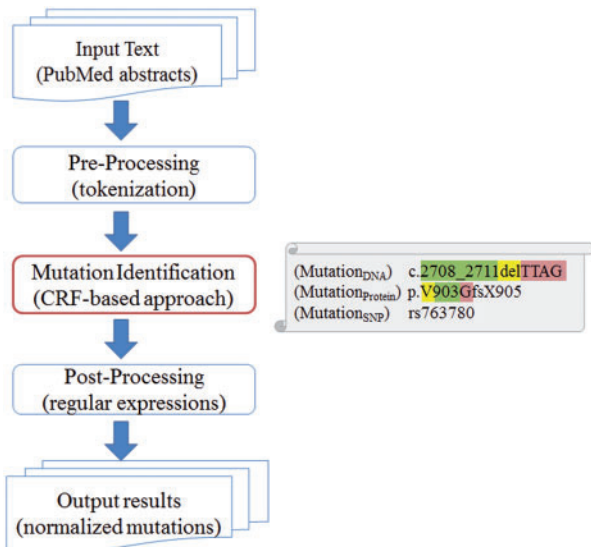 Input Text
(PubMed abstracts)
Pre-Processing
(tokenization)
Mutation Identification
(CRF-based approach)
(MutationDNA) c.2708_2711delTTAG
(MutationProtein) p.V903GfsX905
(MutationSNP) rs763780
Post-Processing
(regular expressions)
Output results
(normalized mutations)